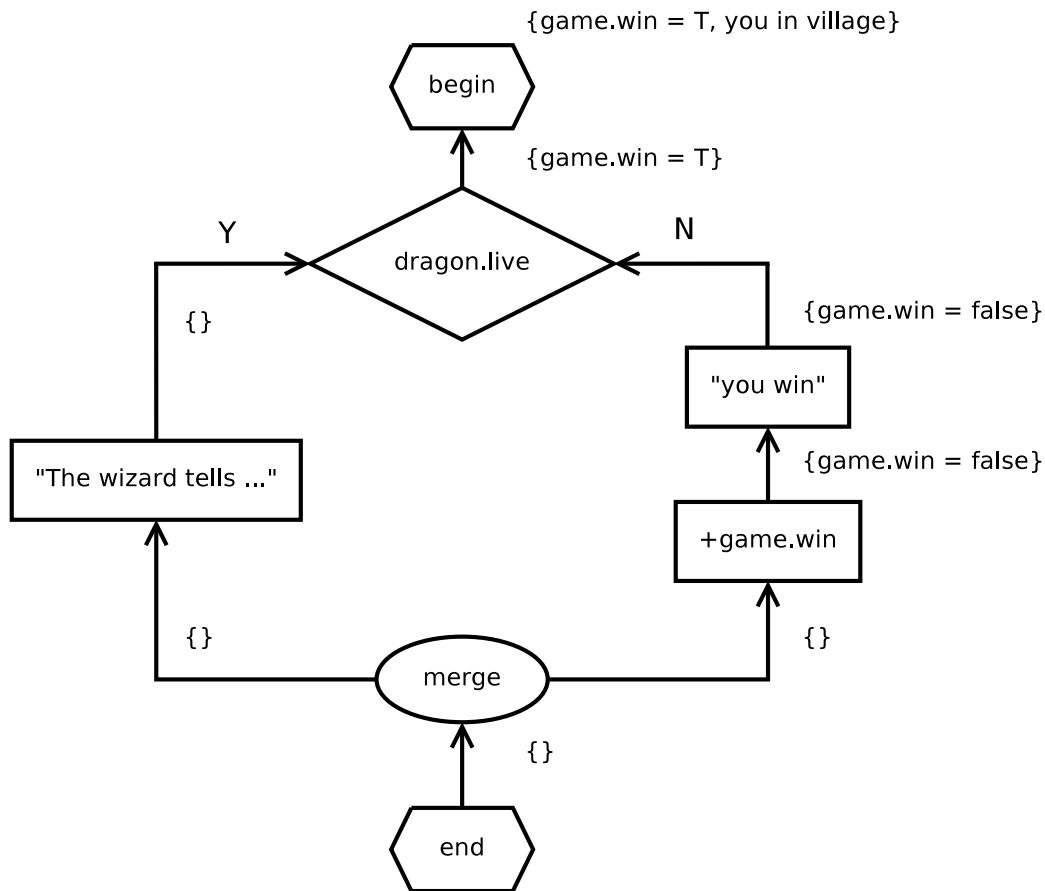 {game.win = T, you in village}
begin
{game.win = T}
Y
N
dragon.live
{}
{game.win = false}
"you win"
"The wizard tells ..."
{game.win = false}
+game.win
{}
{}
merge
{}
end